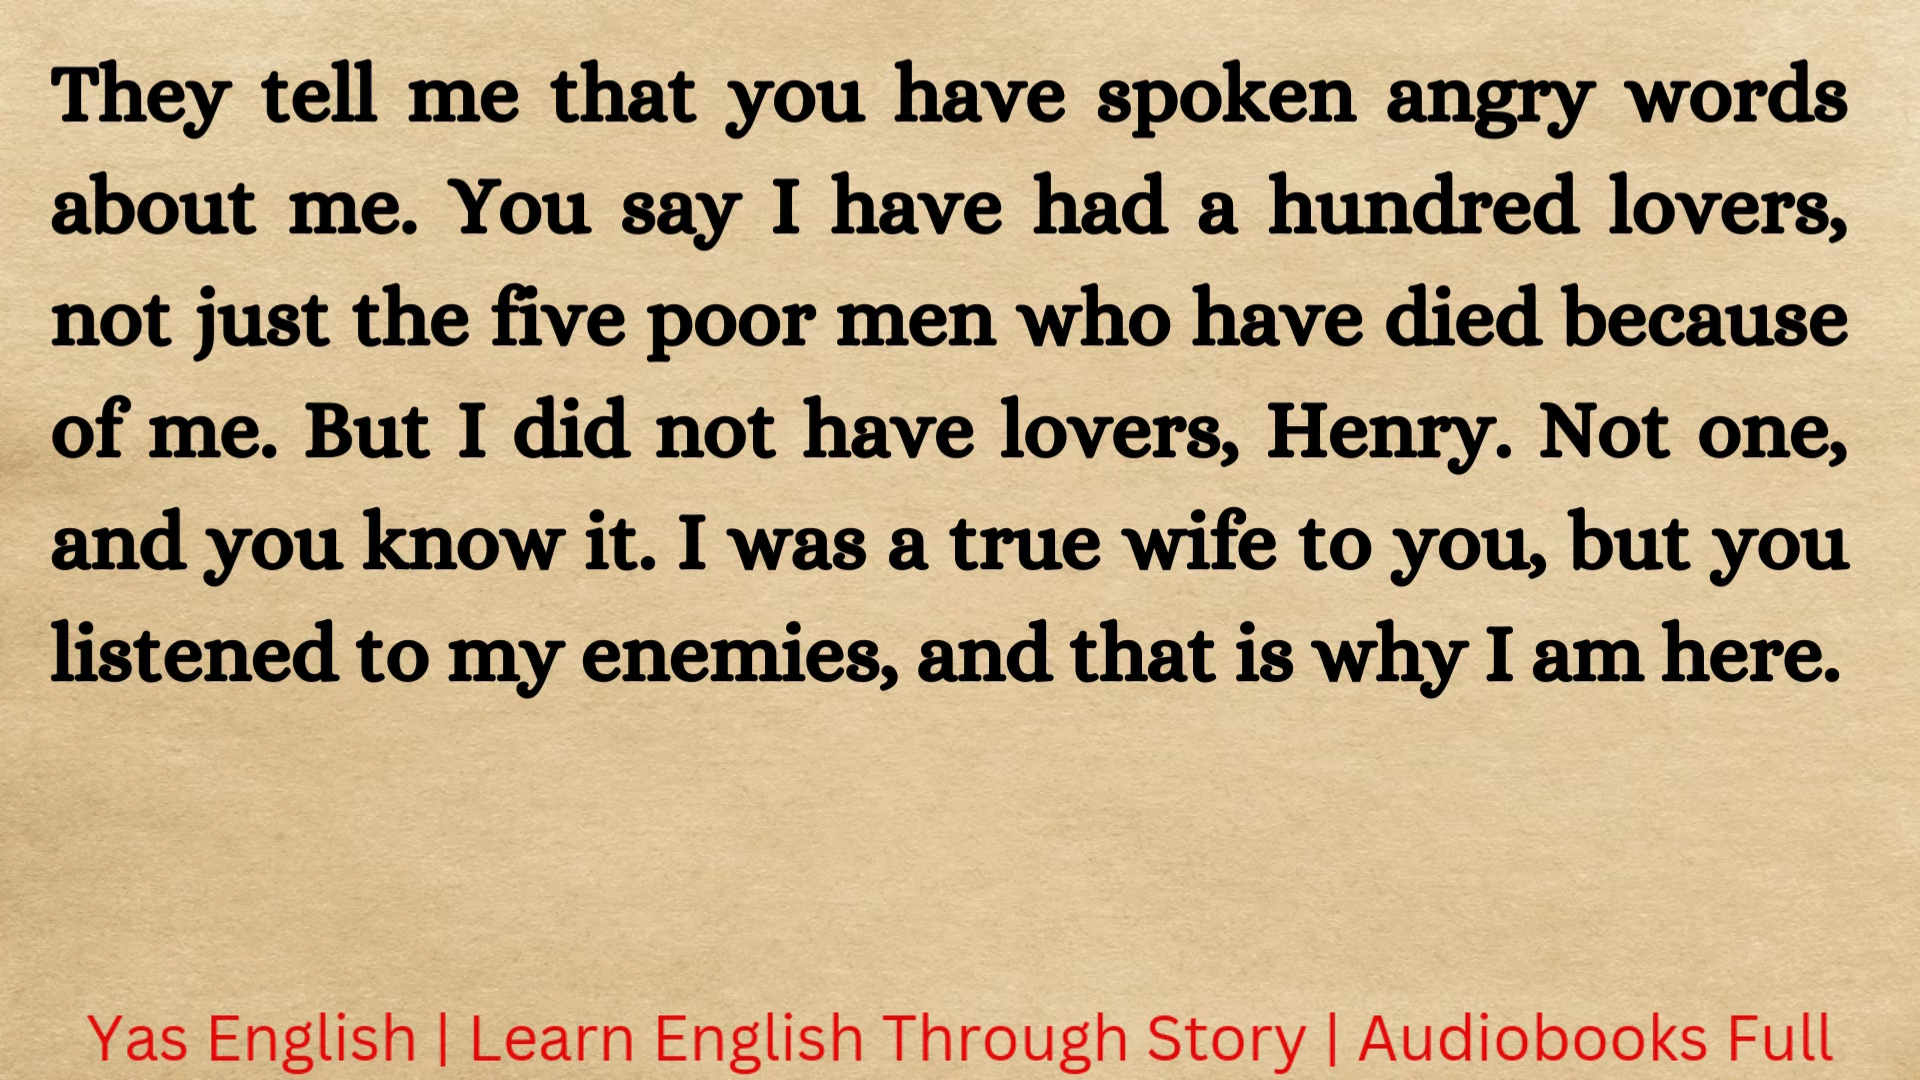 They tell me that you have spoken angry words
about me. You say I have had a hundred lovers,
not just the five poor men who have died because
of me. But I did not have lovers, Henry. Not one,
and you know it. I was a true wife to you, but you
listened to my enemies, and that is why I am here.
Yas English | Learn English Through Story | Audiobooks Full